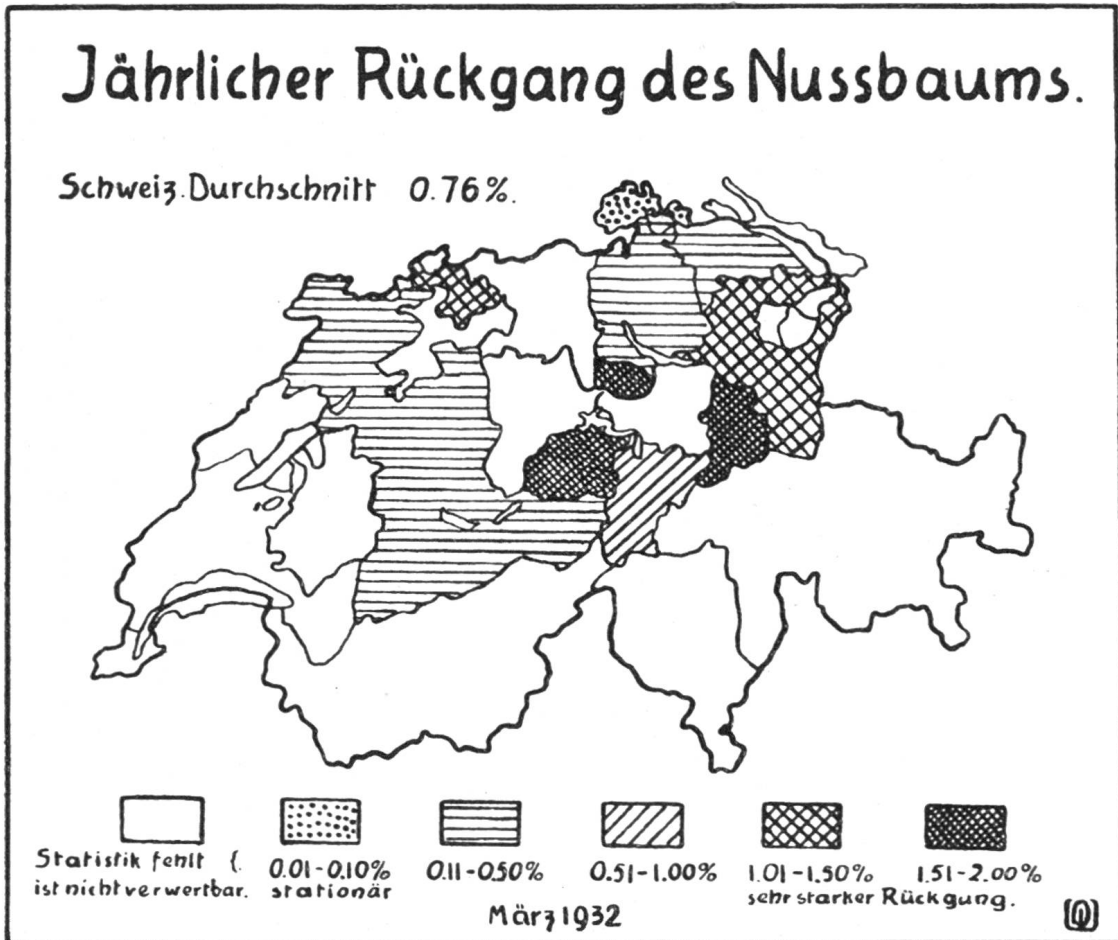 Jährlicher Rückgang des Nussbaums.
Schweiz. Durchschnitt 0.76%.
Statistik fehlt (.
ist nicht verwertbar.
0.01-0.10%
stationär
0.11-0.50%
0.51-1.00%
1.01-1.50%
1.51-2.00%
sehr starker Rückgung.
März 1932